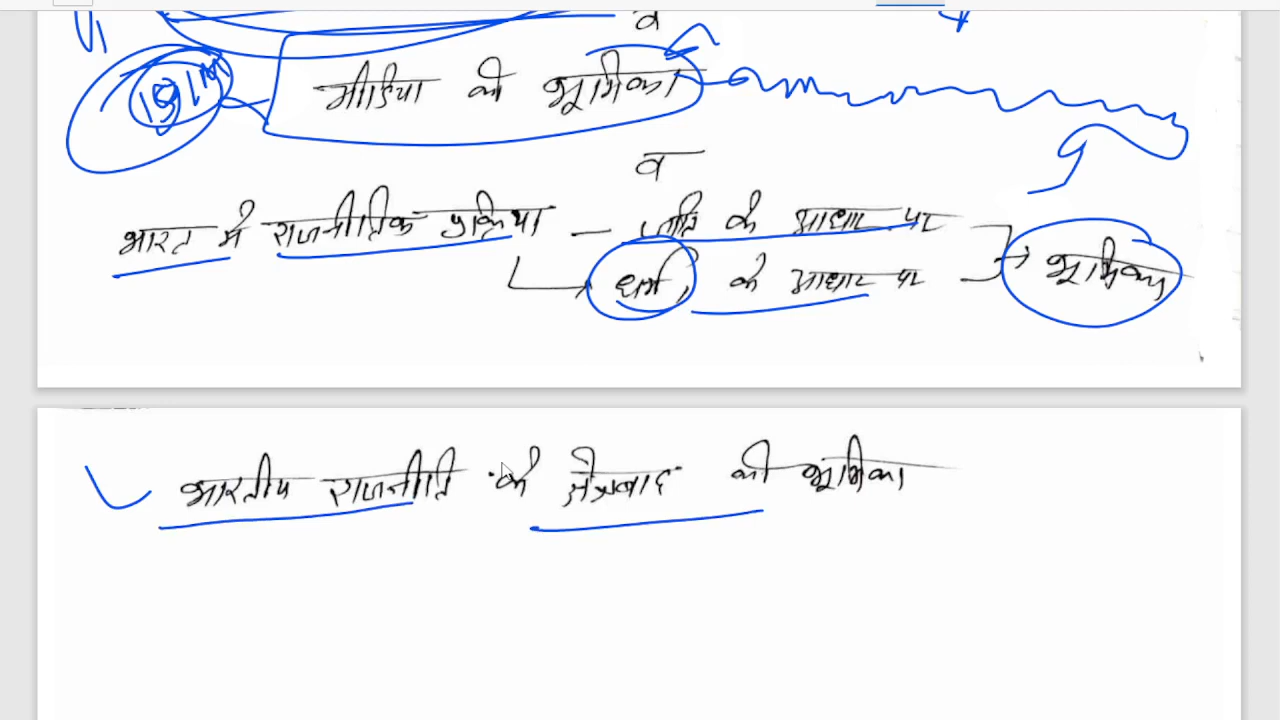 व
मीडिया की भूमिका
व
भारत में राजनीतिक प्रक्रिया – जाति के आधार पर
धर्म के आधार पर → भूमिका
भारतीय राजनीति के क्षेत्रवाद की भूमिका